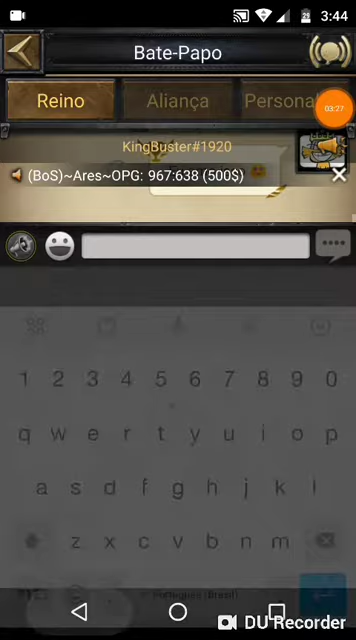 3:44
Bate-Papo
Reino
Aliança
Persona
03:27
KingBuster#1920
(BoS)~Ares~OPG: 967:638 (500$)
1 2 3 4 5 6 7 8 9 0
q w e r t y u i o p
a s d f g h j k l
z x c v b n m
Português (Brasil)
DU Recorder